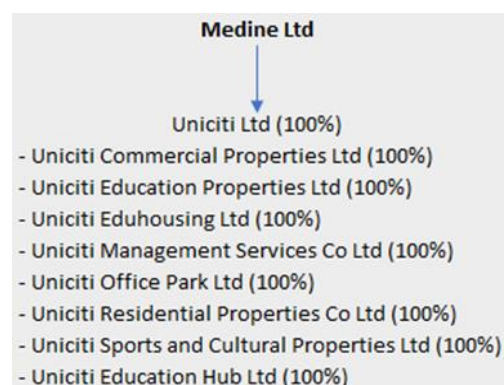 Medine Ltd
Uniciti Ltd (100%)
- Uniciti Commercial Properties Ltd (100%)
- Uniciti Education Properties Ltd (100%)
- Uniciti Eduhousing Ltd (100%)
- Uniciti Management Services Co Ltd (100%)
- Uniciti Office Park Ltd (100%)
- Uniciti Residential Properties Co Ltd (100%)
- Uniciti Sports and Cultural Properties Ltd (100%)
- Uniciti Education Hub Ltd (100%)